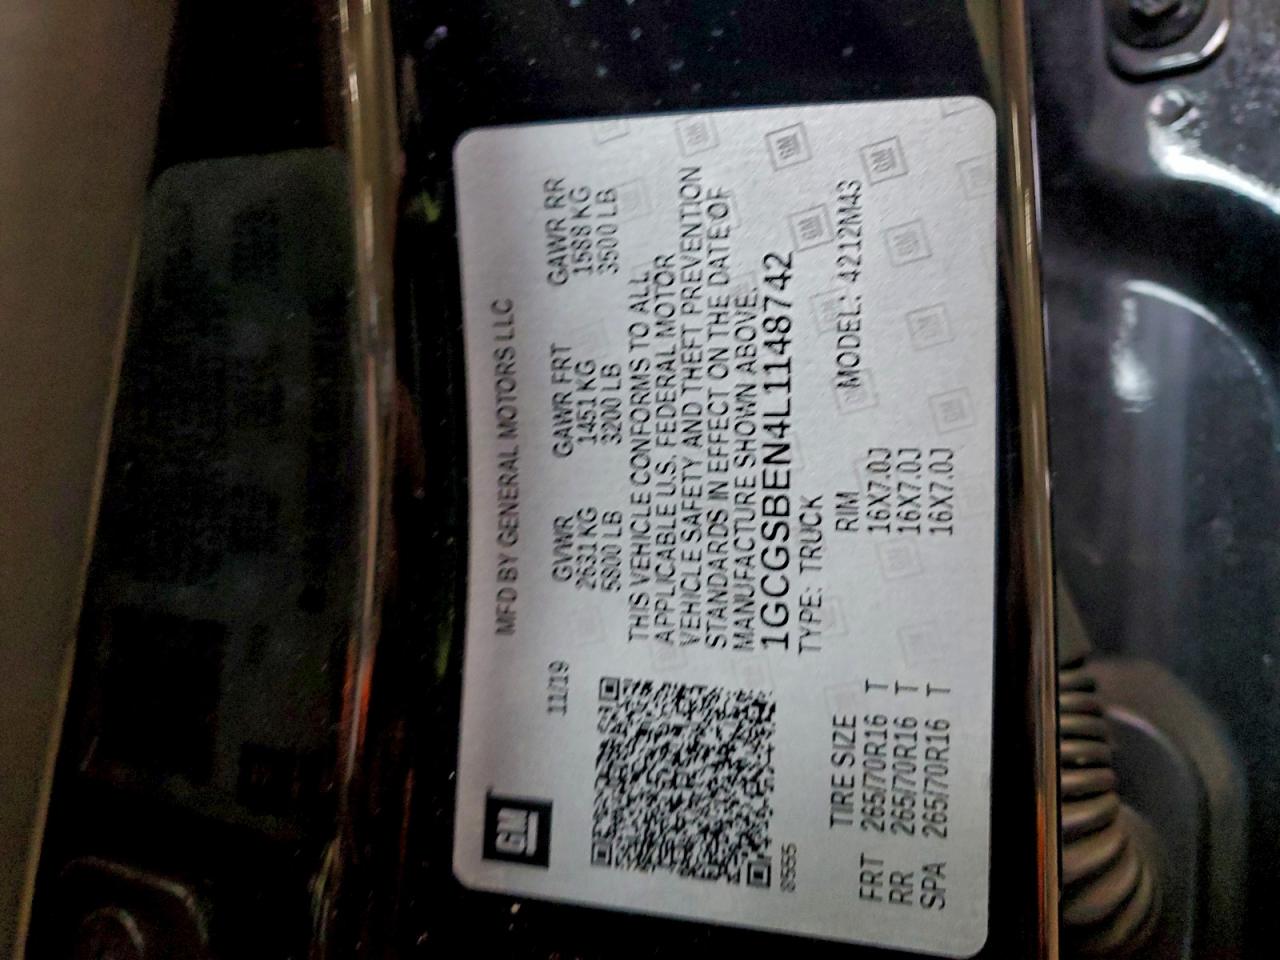 GM
MFD BY GENERAL MOTORS LLC
11/19
GVWR GAWR FRT GAWR RR
2631 KG 1451 KG 1588 KG
5800 LB 3200 LB 3500 LB
THIS VEHICLE CONFORMS TO ALL
APPLICABLE U.S. FEDERAL MOTOR
VEHICLE SAFETY AND THEFT PREVENTION
STANDARDS IN EFFECT ON THE DATE OF
MANUFACTURE SHOWN ABOVE.
1GCGSBEN4L1148742
TYPE: TRUCK
TIRE SIZE RIM MODEL: 4212M43
FRT 265/70R16 T 16X7.0J
RR 265/70R16 T 16X7.0J
SPA 265/70R16 T 16X7.0J